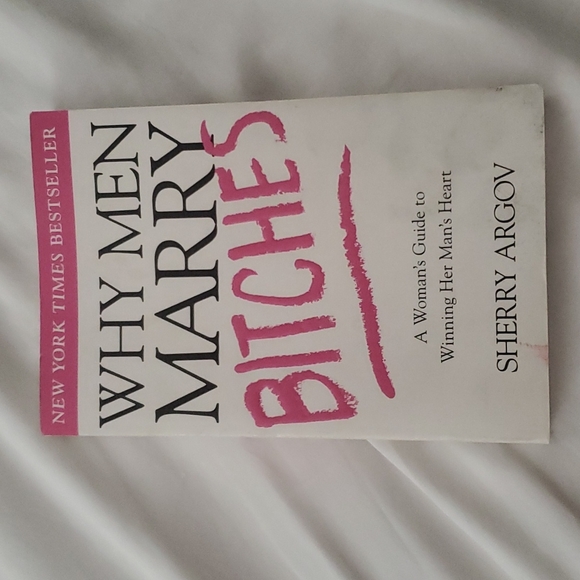 NEW YORK TIMES BESTSELLER
WHY MEN
MARRY
BITCHES
A Woman's Guide to
Winning Her Man's Heart
SHERRY ARGOV